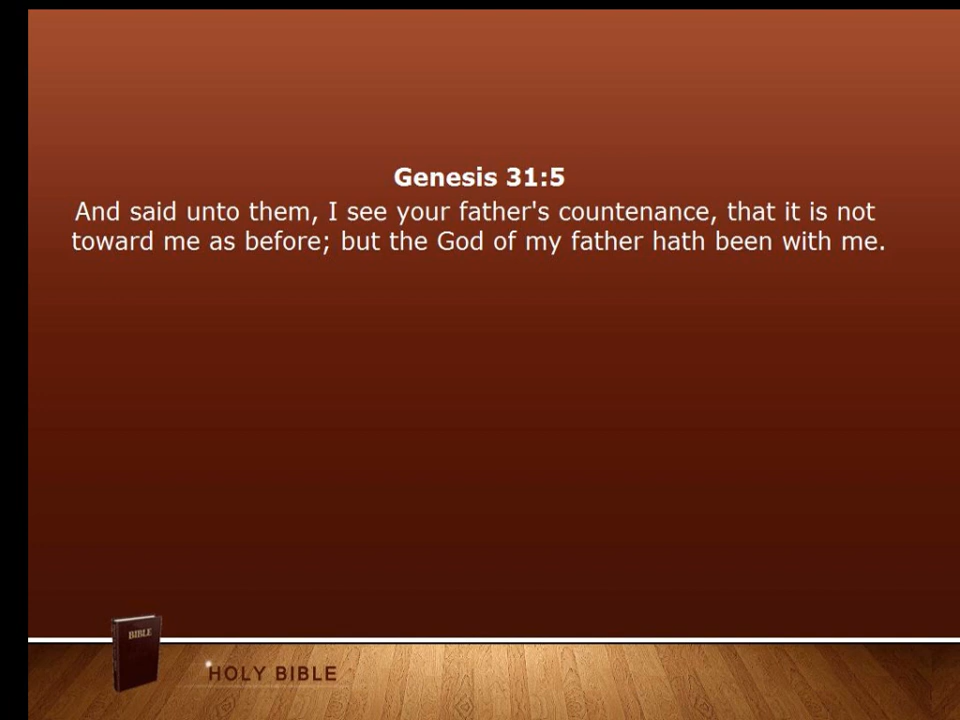 Genesis 31:5
And said unto them, I see your father's countenance, that it is not
toward me as before; but the God of my father hath been with me.
BIBLE
HOLY BIBLE